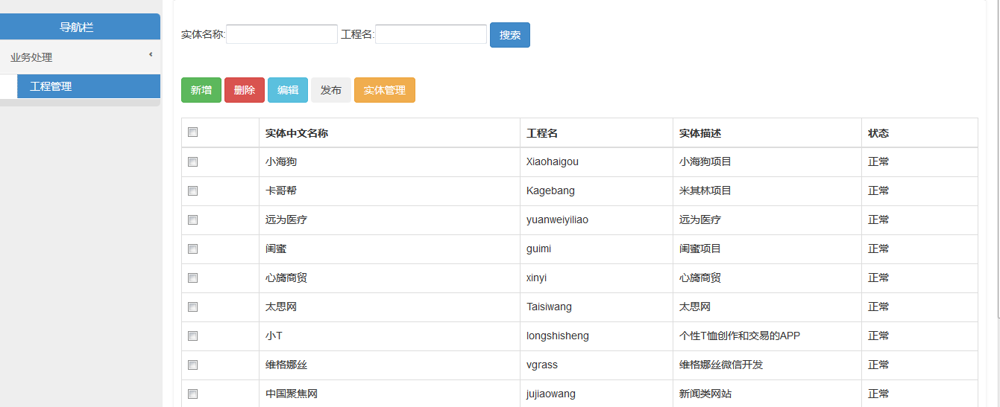 导航栏
业务处理
工程管理
实体名称: 工程名: 搜索
新增 删除 编辑 发布 实体管理
实体中文名称 工程名 实体描述 状态
小海狗 Xiaohaigou 小海狗项目 正常
卡哥帮 Kagebang 米其林项目 正常
远为医疗 yuanweiyiliao 远为医疗 正常
闺蜜 guimi 闺蜜项目 正常
心旖商贸 xinyi 心旖商贸 正常
太思网 Taisiwang 太思网 正常
小T longshisheng 个性T恤创作和交易的APP 正常
维格娜丝 vgrass 维格娜丝微信开发 正常
中国聚焦网 jujiaowang 新闻类网站 正常